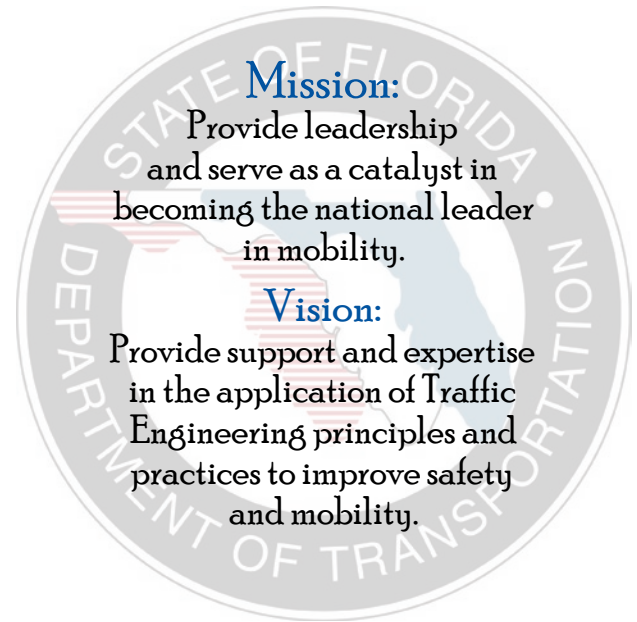 STATE OF FLORIDA
Mission:
Provide leadership
and serve as a catalyst in
becoming the national leader
in mobility.
Vision:
Provide support and expertise
in the application of Traffic
Engineering principles and
practices to improve safety
and mobility.
DEPARTMENT OF TRANSPORTATION